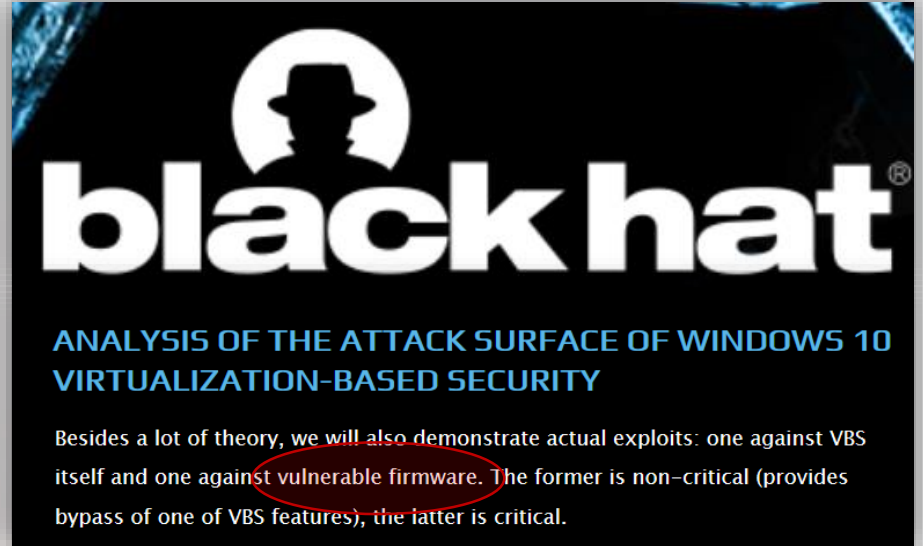 black hat®
ANALYSIS OF THE ATTACK SURFACE OF WINDOWS 10
VIRTUALIZATION-BASED SECURITY
Besides a lot of theory, we will also demonstrate actual exploits: one against VBS
itself and one against vulnerable firmware. The former is non-critical (provides
bypass of one of VBS features), the latter is critical.